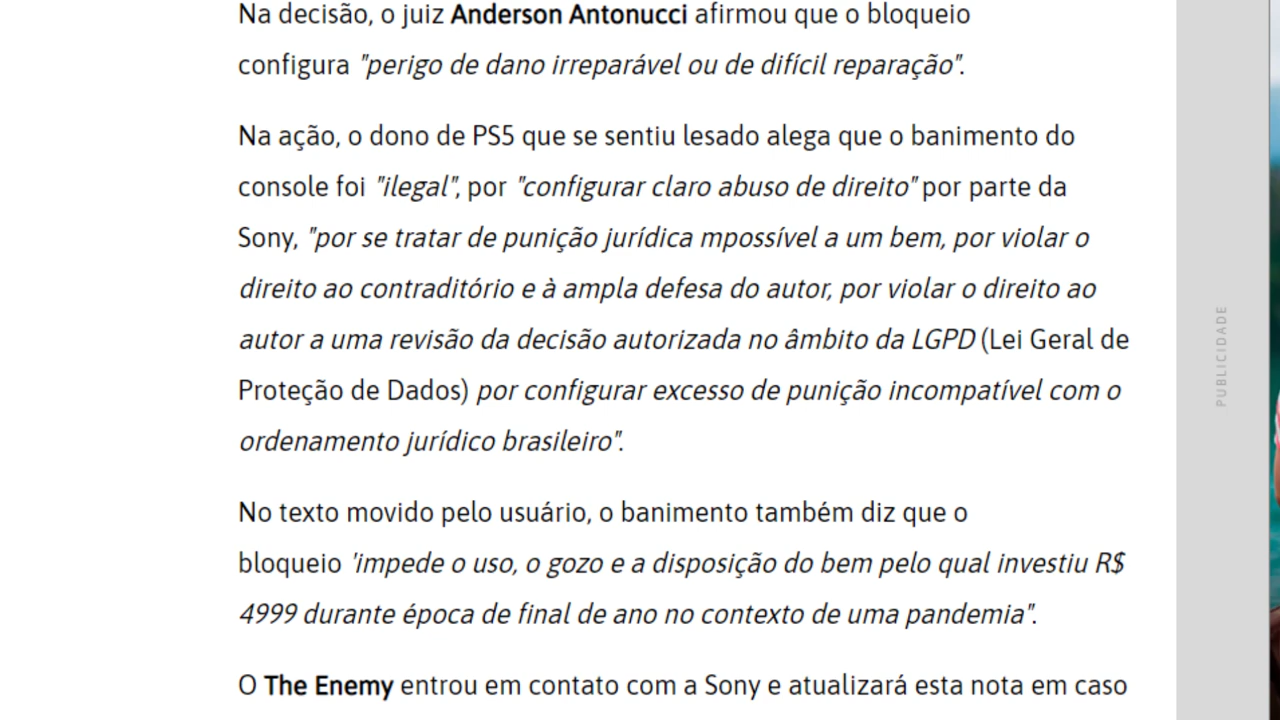 Na decisão, o juiz Anderson Antonucci afirmou que o bloqueio
configura "perigo de dano irreparável ou de difícil reparação".
Na ação, o dono de PS5 que se sentiu lesado alega que o banimento do
console foi "ilegal", por "configurar claro abuso de direito" por parte da
Sony, "por se tratar de punição jurídica mpossível a um bem, por violar o
direito ao contraditório e à ampla defesa do autor, por violar o direito ao
autor a uma revisão da decisão autorizada no âmbito da LGPD (Lei Geral de
Proteção de Dados) por configurar excesso de punição incompatível com o
ordenamento jurídico brasileiro".
No texto movido pelo usuário, o banimento também diz que o
bloqueio 'impede o uso, o gozo e a disposição do bem pelo qual investiu R$
4999 durante época de final de ano no contexto de uma pandemia".
O The Enemy entrou em contato com a Sony e atualizará esta nota em caso
PUBLICIDADE